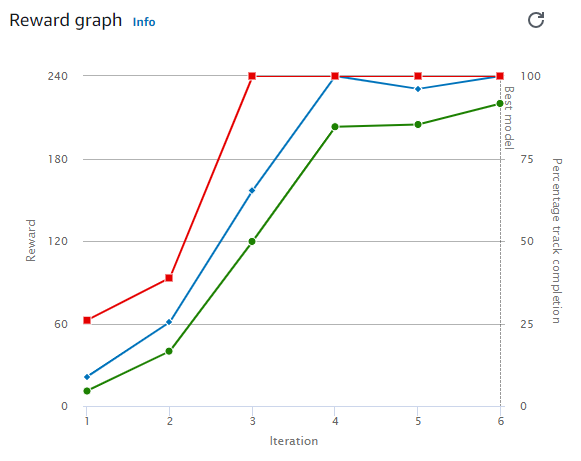 Reward graph Info
240
180
120
60
0
Reward
100
75
50
25
0
Best model
Percentage track completion
1 2 3 4 5 6
Iteration